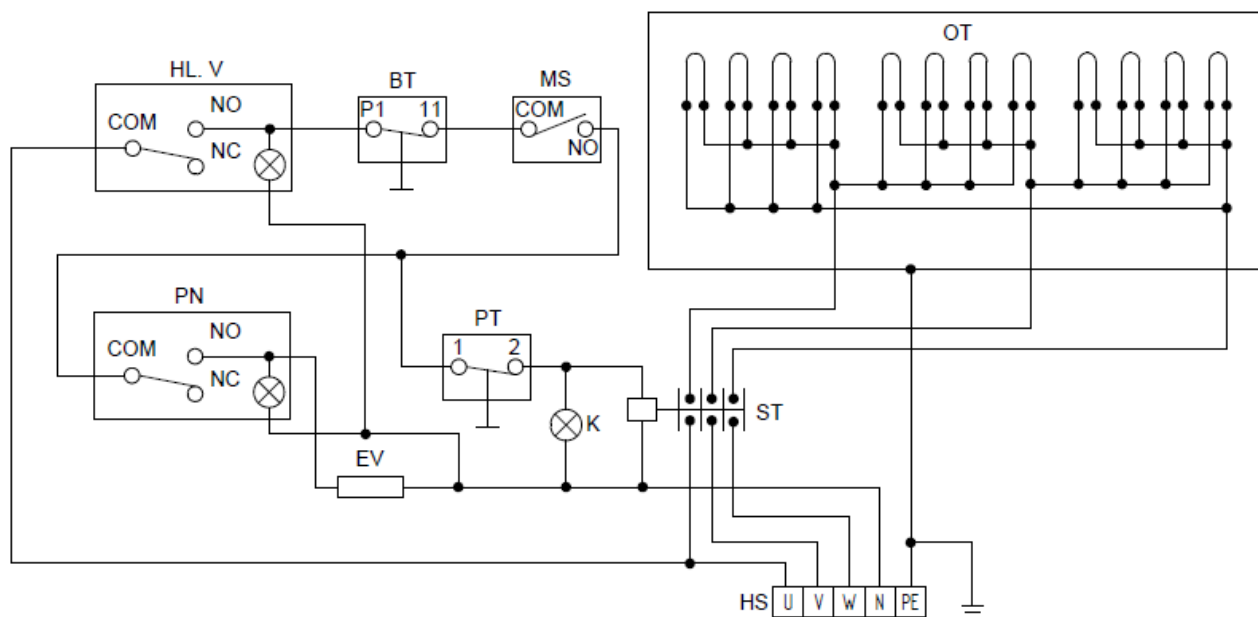 OT
HL. V
BT
MS
NO
P1 11
COM
COM
NC
NO
PN
NO
PT
COM
1 2
NC
ST
K
EV
HS U V W N PE